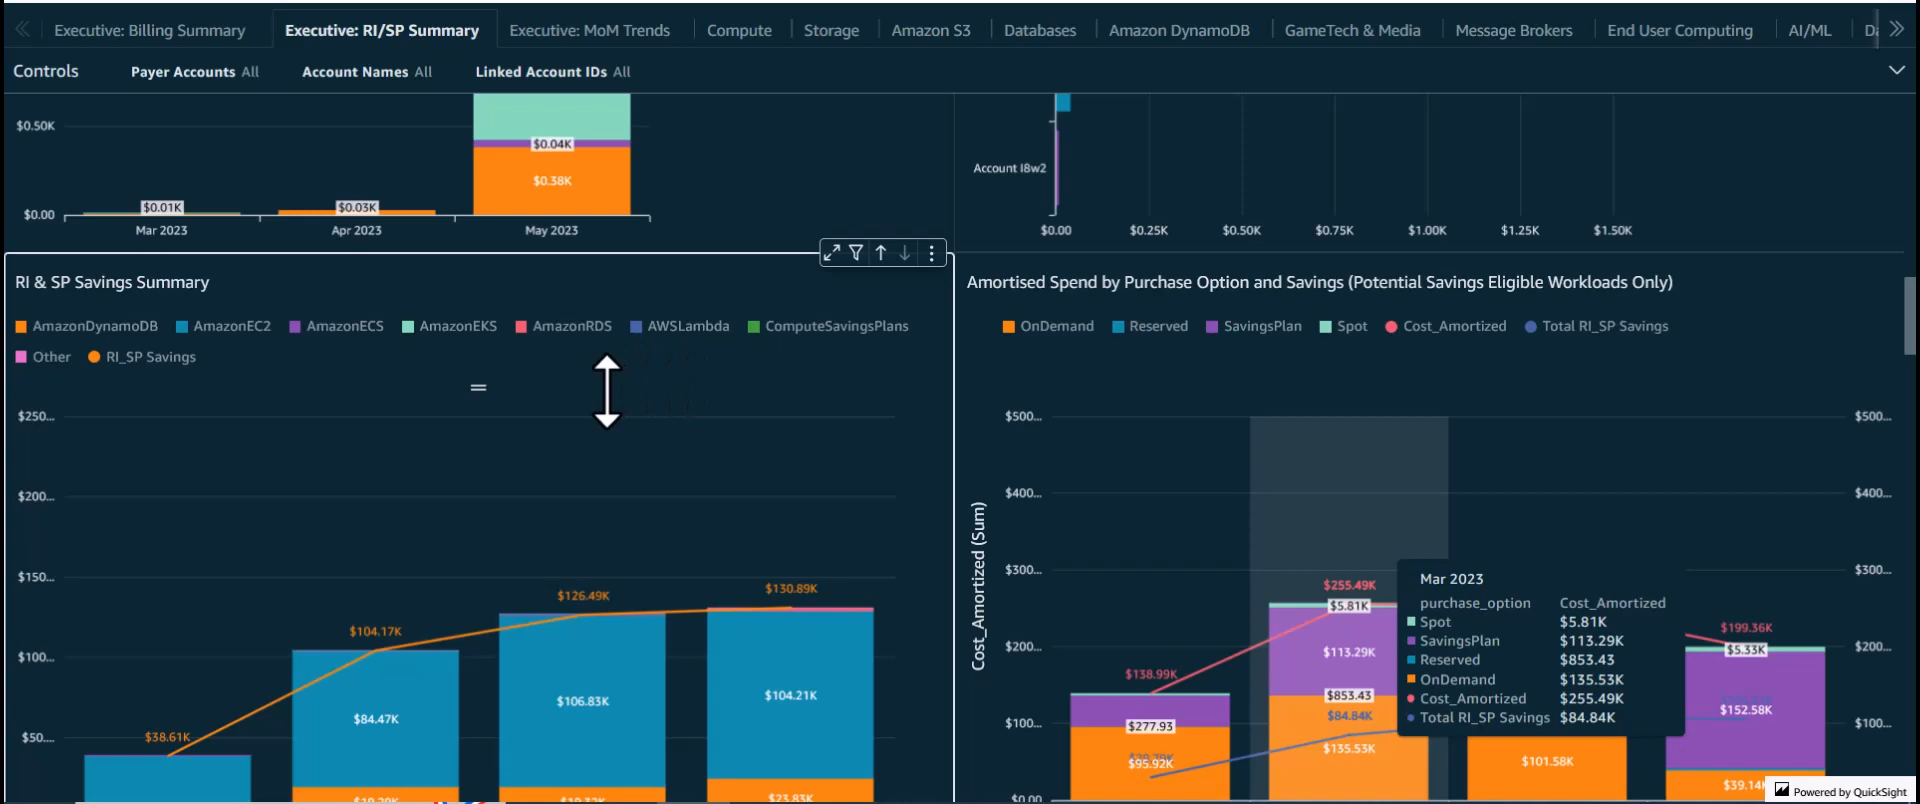 Executive: Billing Summary Executive: RI/SP Summary Executive: MoM Trends Compute Storage Amazon S3 Databases Amazon DynamoDB GameTech & Media Message Brokers End User Computing AI/ML
Controls Payer Accounts All Account Names All Linked Account IDs All
$0.50K
$0.04K
$0.38K
$0.01K
$0.03K
$0.00
Mar 2023 Apr 2023 May 2023
Account I8w2
$0.00 $0.25K $0.50K $0.75K $1.00K $1.25K $1.50K
RI & SP Savings Summary
AmazonDynamoDB AmazonEC2 AmazonECS AmazonEKS AmazonRDS AWSLambda ComputeSavingsPlans
Other RI_SP Savings
$250...
$200...
$150...
$100...
$50....
$38.61K
$104.17K
$126.49K
$130.89K
$84.47K
$106.83K
$104.21K
$23.83K
Amortised Spend by Purchase Option and Savings (Potential Savings Eligible Workloads Only)
OnDemand Reserved SavingsPlan Spot Cost_Amortized Total RI_SP Savings
Cost_Amortized (Sum)
$500...
$400...
$300...
$200...
$100...
$0.00
$500...
$400...
$300...
$200...
$100...
$138.99K
$277.93
$95.92K
$255.49K
$5.81K
$113.29K
$853.43
$84.84K
$135.53K
$101.58K
$199.36K
$5.33K
$152.58K
$39.14
Mar 2023
purchase_option Cost_Amortized
Spot $5.81K
SavingsPlan $113.29K
Reserved $853.43
OnDemand $135.53K
Cost_Amortized $255.49K
Total RI_SP Savings $84.84K
Powered by QuickSight